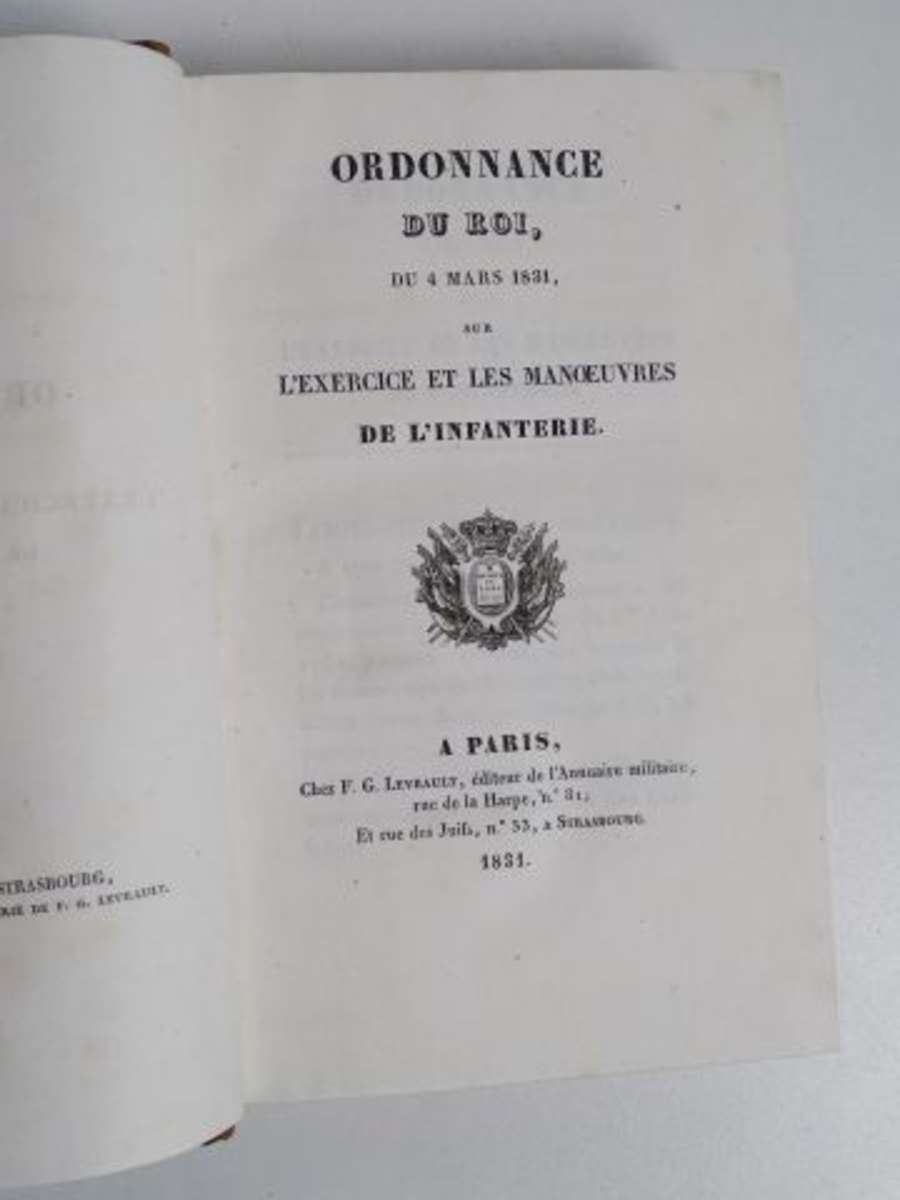 STRASBOURG,
DE F. G. LEVRAULT.
ORDONNANCE
DU ROI,
DU 4 MARS 1831,
SUR
L'EXERCICE ET LES MANŒUVRES
DE L'INFANTERIE.
A PARIS,
Chez F. G. LEVRAULT, éditeur de l'Annuaire militaire,
rue de la Harpe, n.° 81;
Et rue des Juifs, n.° 33, à STRASBOURG.
1831.